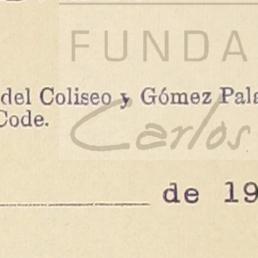 FUNDA
del Coliseo y Gómez Pala
Code.
Carlos
de 19